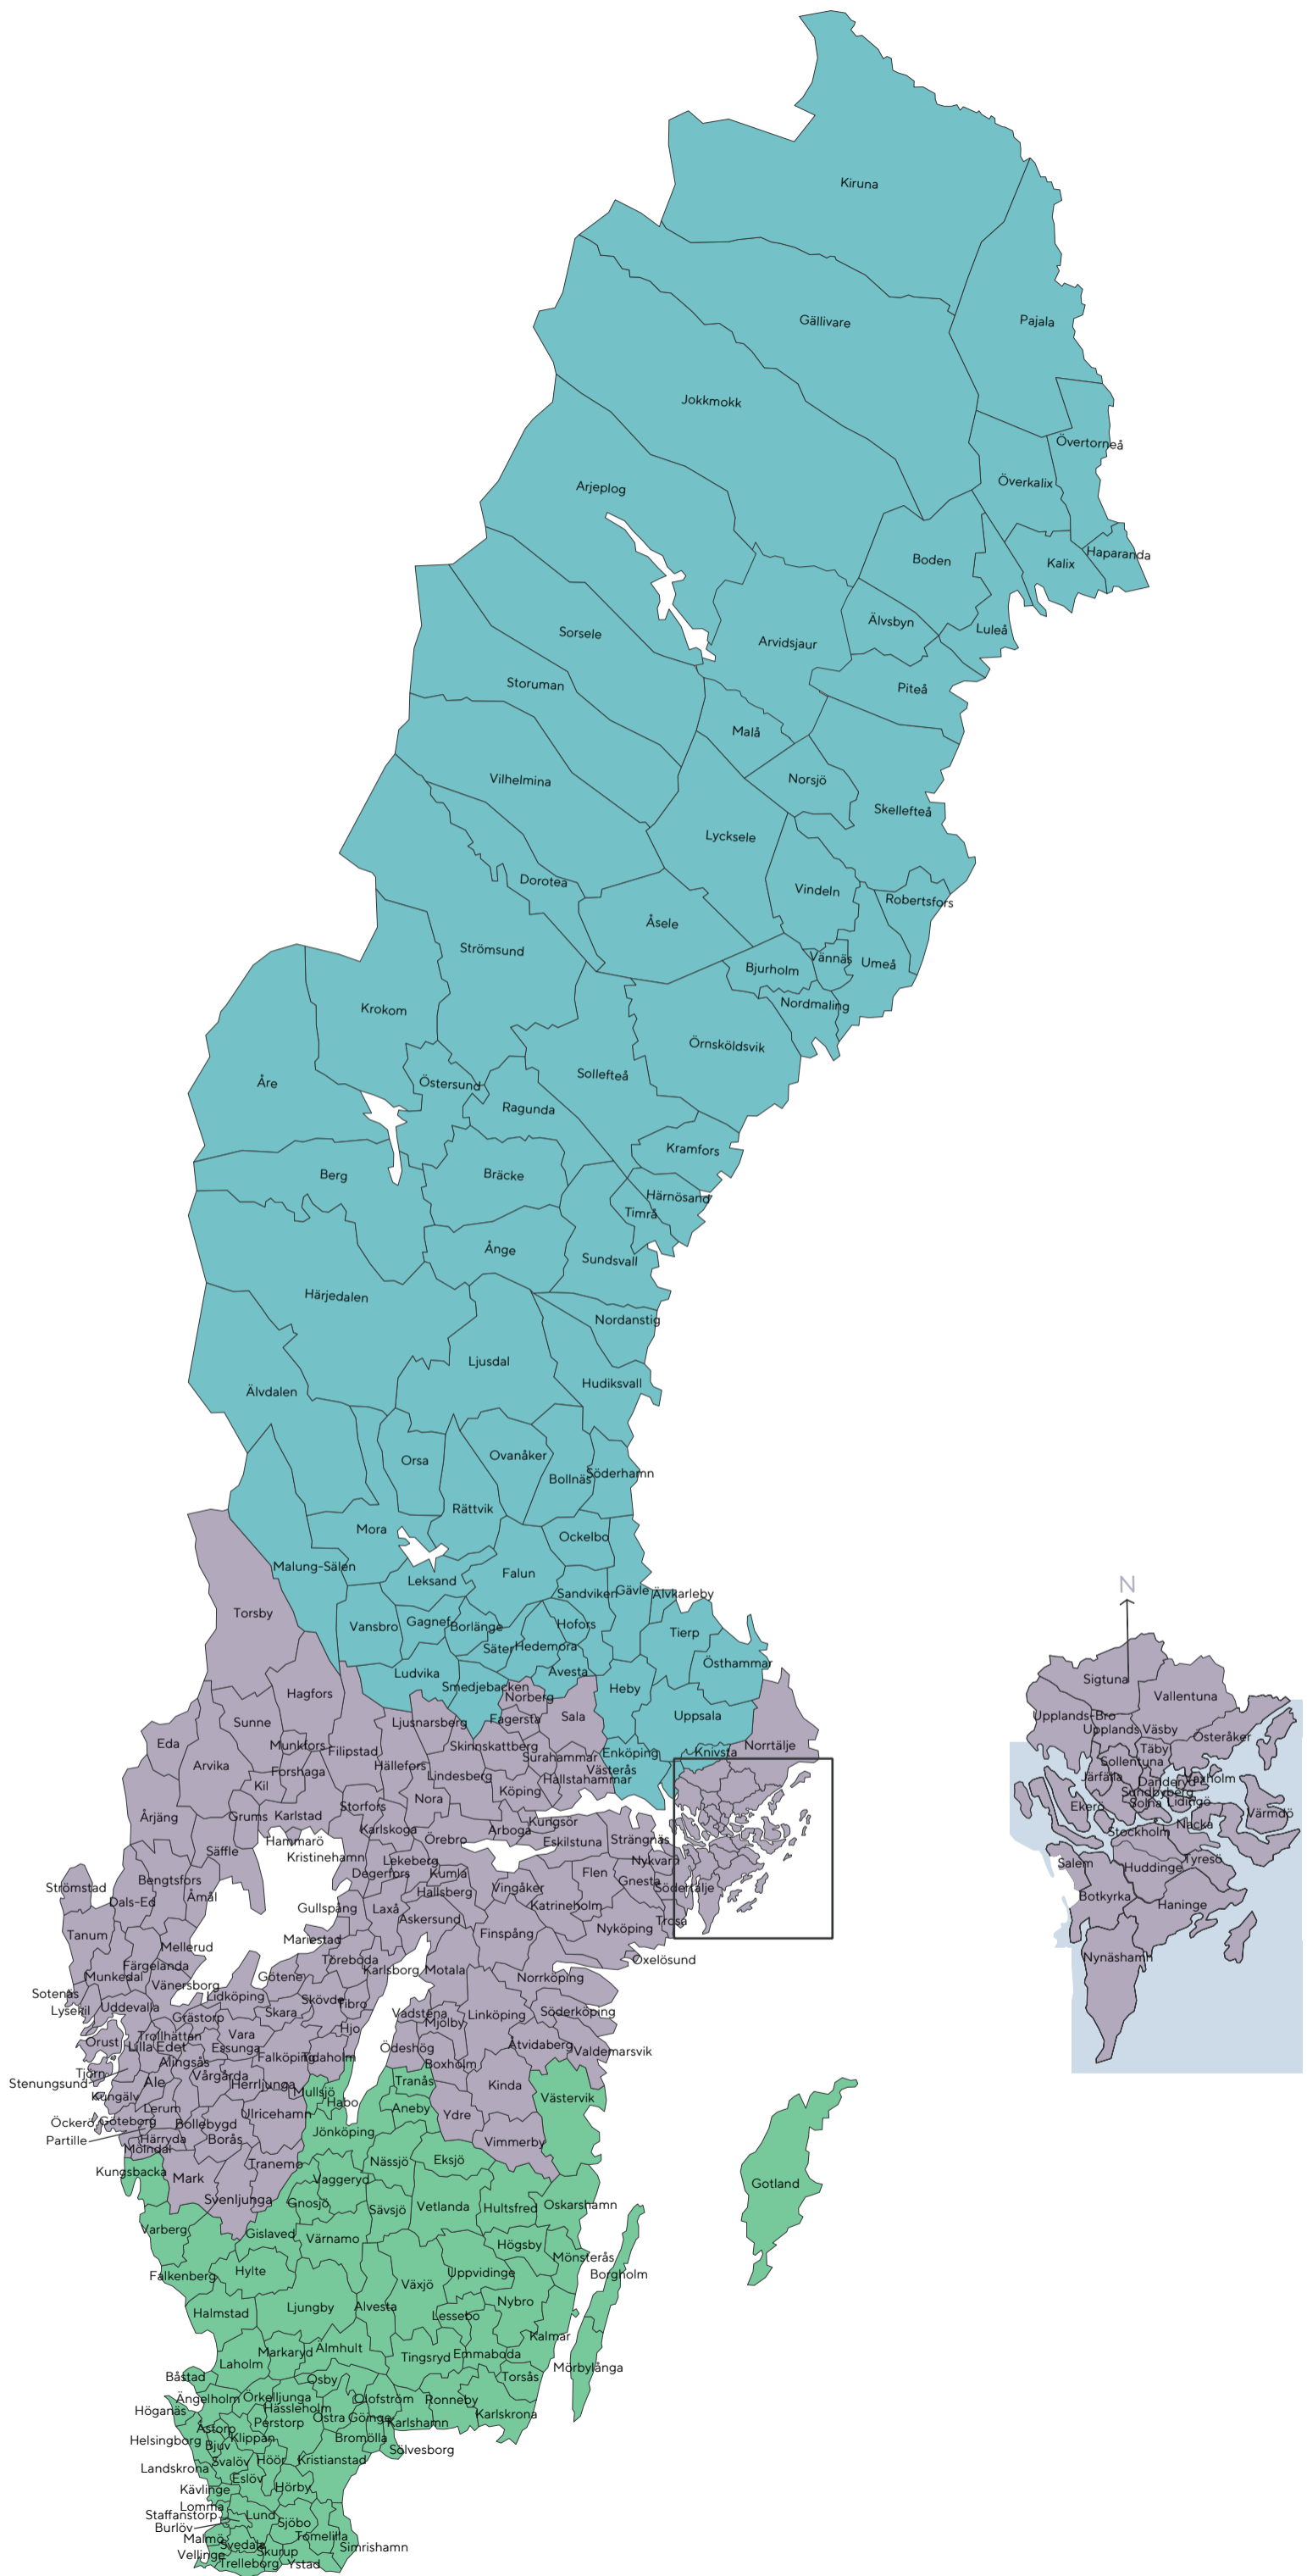 Kiruna
Gällivare
Pajala
Jokkmokk
Övertorneå
Överkalix
Arjeplog
Haparanda
Boden
Kalix
Älvsbyn
Luleå
Sorsele
Arvidsjaur
Storuman
Piteå
Malå
Vilhelmina
Norsjö
Skellefteå
Lycksele
Dorotea
Vindeln
Robertsfors
Åsele
Strömsund
Vännäs
Umeå
Bjurholm
Nordmaling
Krokom
Örnsköldsvik
Sollefteå
Åre
Östersund
Ragunda
Kramfors
Berg
Bräcke
Härnösand
Timrå
Ånge
Sundsvall
Härjedalen
Nordanstig
Ljusdal
Hudiksvall
Älvdalen
Ovanåker
Orsa
Söderhamn
Bollnäs
Rättvik
Mora
Ockelbo
Malung-Sälen
Falun
Leksand
N
Gävle
Sandviken
Älvkarleby
Torsby
Gagnef
Hofors
Vansbro
Borlänge
Tierp
Hedemora
Säter
Östhammar
Avesta
Ludvika
Sigtuna
Smedjebacken
Heby
Hagfors
Norberg
Vallentuna
Sala
Uppsala
Upplands-Bro
Fagersta
Sunne
Ljusnarsberg
Upplands Väsby
Österåker
Eda
Munkfors
Skinnskattberg
Norrtälje
Täby
Filipstad
Enköping
Knivsta
Surahammar
Sollentuna
Arvika
Hällefors
Västerås
Forshaga
Lindesberg
Hallstahammar
Järfälla
Danderyd
Vaxholm
Kil
Köping
Sundbyberg
Nora
Solna
Lidingö
Storfors
Ekerö
Värmdö
Årjäng
Grums
Karlstad
Kungsör
Nacka
Karlskoga
Arboga
Stockholm
Hammarö
Örebro
Eskilstuna
Strängnäs
Säffle
Kristinehamn
Lekeberg
Nykvarn
Tyresö
Salem
Huddinge
Degerfors
Kumla
Flen
Bengtsfors
Gnesta
Strömstad
Hallsberg
Vingåker
Södertälje
Botkyrka
Åmål
Dals-Ed
Katrineholm
Haninge
Gullspång
Laxå
Askersund
Trosa
Nyköping
Tanum
Finspång
Mariestad
Mellerud
Nynäshamn
Töreboda
Oxelösund
Färgelanda
Karlsborg
Motala
Munkedal
Götene
Norrköping
Vänersborg
Sotenäs
Lidköping
Skövde
Tibro
Lysekil
Uddevalla
Skara
Vadstena
Linköping
Söderköping
Grästorp
Mjölby
Hjo
Trollhättan
Vara
Orust
Lilla Edet
Essunga
Ödeshög
Åtvidaberg
Valdemarsvik
Falköping
Tidaholm
Alingsås
Boxholm
Tjörn
Vårgårda
Stenungsund
Ale
Herrljunga
Tranås
Kinda
Mullsjö
Kungälv
Habo
Västervik
Lerum
Aneby
Ulricehamn
Ydre
Öckerö
Göteborg
Bollebygd
Jönköping
Partille
Härryda
Borås
Vimmerby
Mölndal
Nässjö
Eksjö
Tranemo
Kungsbacka
Mark
Vaggeryd
Gotland
Svenljunga
Gnosjö
Oskarshamn
Sävsjö
Vetlanda
Hultsfred
Varberg
Gislaved
Värnamo
Högsby
Mönsterås
Hylte
Falkenberg
Uppvidinge
Borgholm
Växjö
Nybro
Ljungby
Alvesta
Halmstad
Lessebo
Kalmar
Älmhult
Markaryd
Emmaboda
Tingsryd
Laholm
Mörbylånga
Båstad
Torsås
Osby
Ängelholm
Örkelljunga
Olofström
Ronneby
Hässleholm
Höganäs
Karlskrona
Östra Göinge
Perstorp
Karlshamn
Åstorp
Klippan
Bromölla
Helsingborg
Bjuv
Sölvesborg
Svalöv
Höör
Kristianstad
Landskrona
Eslöv
Hörby
Kävlinge
Lomma
Staffanstorp
Lund
Sjöbo
Burlöv
Tomelilla
Malmö
Svedala
Simrishamn
Skurup
Vellinge
Trelleborg
Ystad